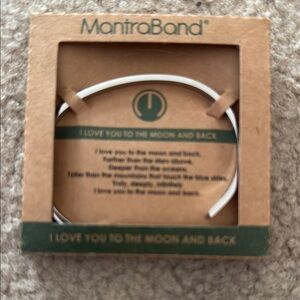 MantraBand®
I LOVE YOU TO THE MOON AND BACK
I love you to the moon and back.
Farther than the stars above.
Deeper than the oceans.
Taller than the mountains that touch the blue skies.
Truly, deeply, infinitely
I love you to the moon and back.
I LOVE YOU TO THE MOON AND BACK